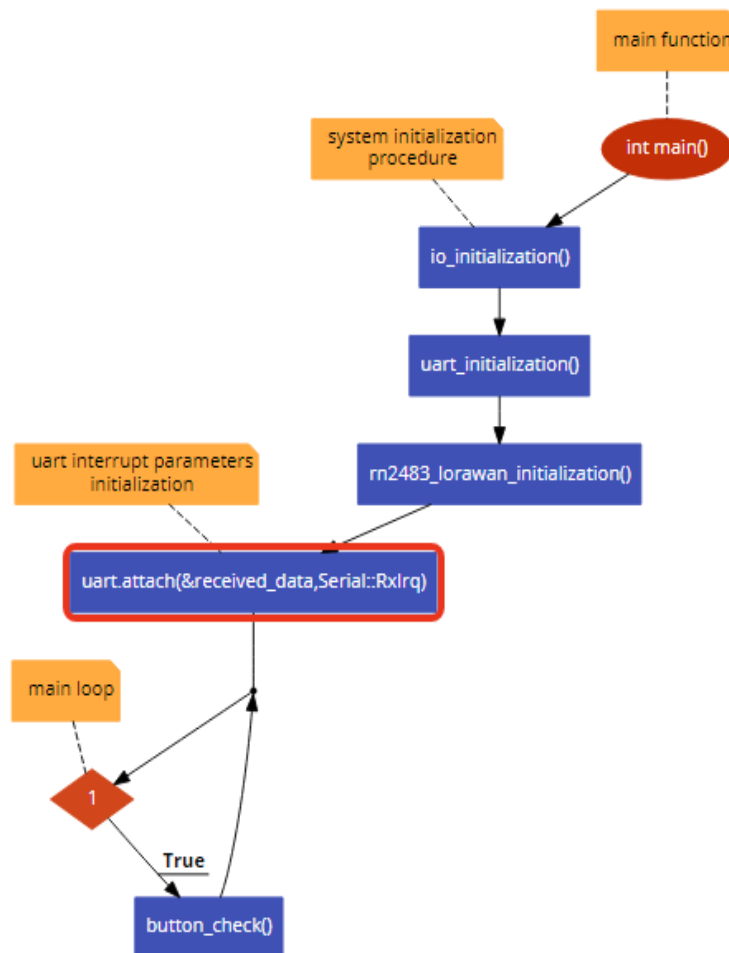 main function
int main()
system initialization
procedure
io_initialization()
uart_initialization()
rn2483_lorawan_initialization()
uart interrupt parameters
initialization
uart.attach(&received_data,Serial::RxIrq)
main loop
1
True
button_check()